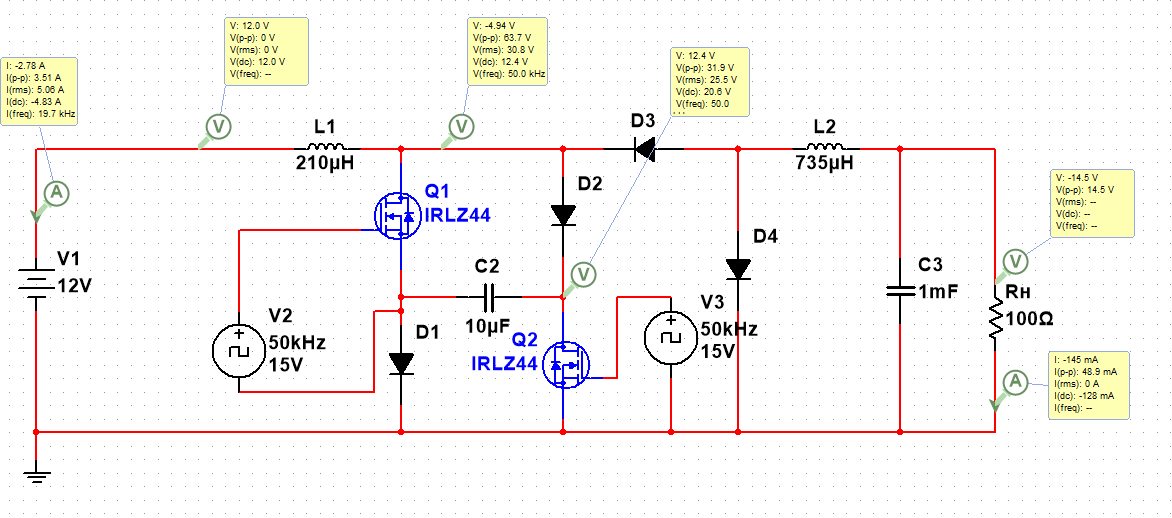 V: 12.0 V
V(p-p): 0 V
V(rms): 0 V
V(dc): 12.0 V
V(freq): --
V: -4.94 V
V(p-p): 63.7 V
V(rms): 30.8 V
V(dc): 12.4 V
V(freq): 50.0 kHz
V: 12.4 V
V(p-p): 31.9 V
V(rms): 25.5 V
V(dc): 20.6 V
V(freq): 50.0
...
I: -2.78 A
I(p-p): 3.51 A
I(rms): 5.06 A
I(dc): -4.83 A
I(freq): 19.7 kHz
V
V
A
L1
210µH
D3
L2
735µH
Q1
IRLZ44
D2
V: -14.5 V
V(p-p): 14.5 V
V(rms): --
V(dc): --
V(freq): --
V1
12V
C2
10µF
V
D4
C3
1mF
V
RH
100Ω
V2
50kHz
15V
D1
Q2
IRLZ44
V3
50kHz
15V
A
I: -145 mA
I(p-p): 48.9 mA
I(rms): 0 A
I(dc): -128 mA
I(freq): --